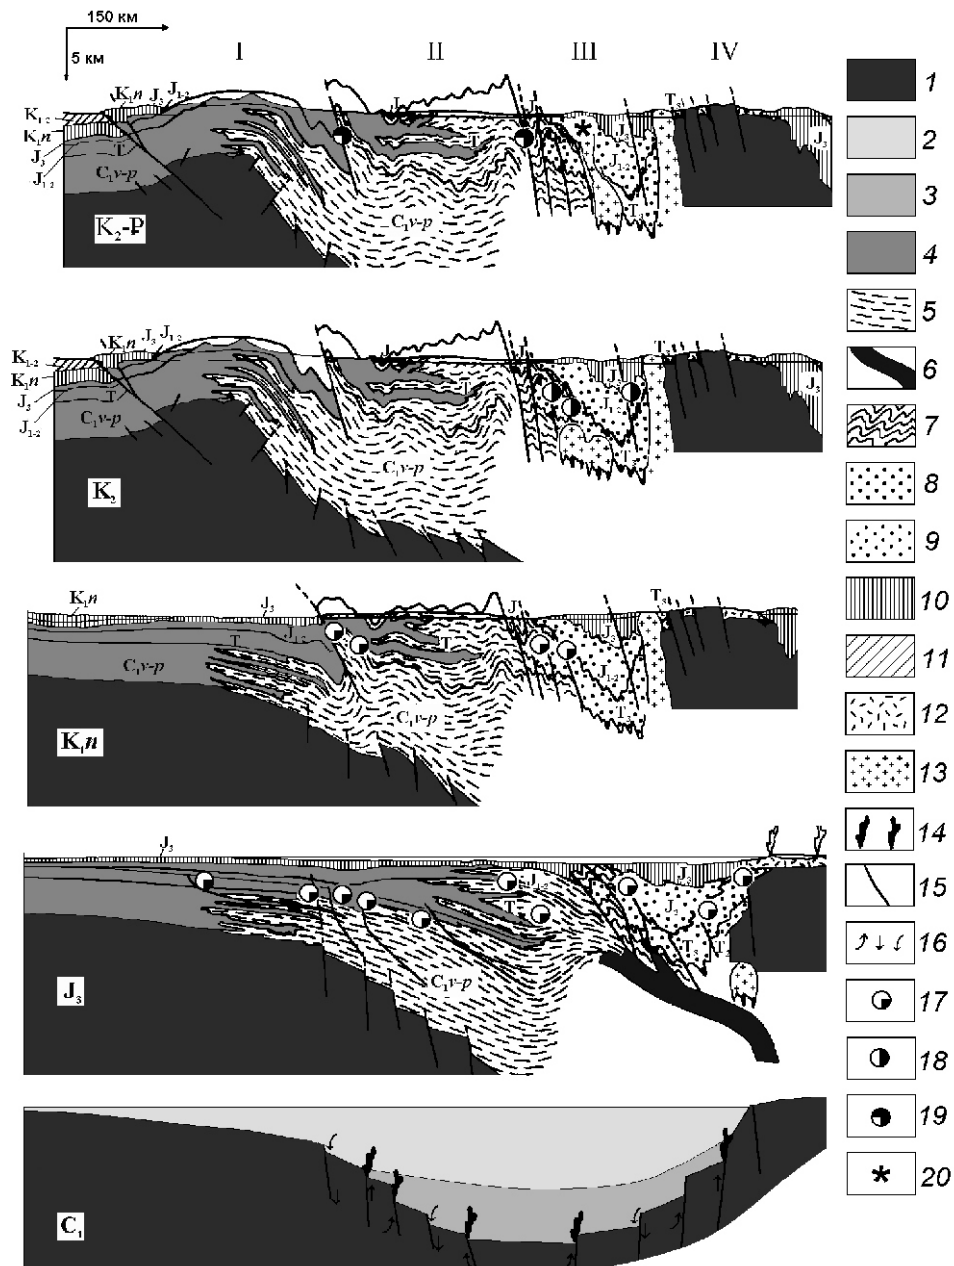 150 км
5 км
I II III IV
K₁n J₃ J₁₋₂ J J T₃
K₁₋₂
K₁n
J₃
J₁₋₂
T T J₃ J₁₋₂ T₃ J₃
C₁v-p
C₁v-p
K₂-P
K₁n J₃ J₁₋₂ J T₃
K₁₋₂
K₁n
J₃
J₁₋₂
T T J₃ J₁₋₂ T₃ J₃
C₁v-p
C₁v-p
K₂
K₁n J₃ J T₃
T J₁₋₂ T J₃ J₁₋₂ T₃
C₁v-p
C₁v-p
K₁n
J₃
J₁₋₂ J₃
T J₂
T₃ T
C₁v-p
J₃
C₁
1
2
3
4
5
6
7
8
9
10
11
12
13
14
15
16
17
18
19
20